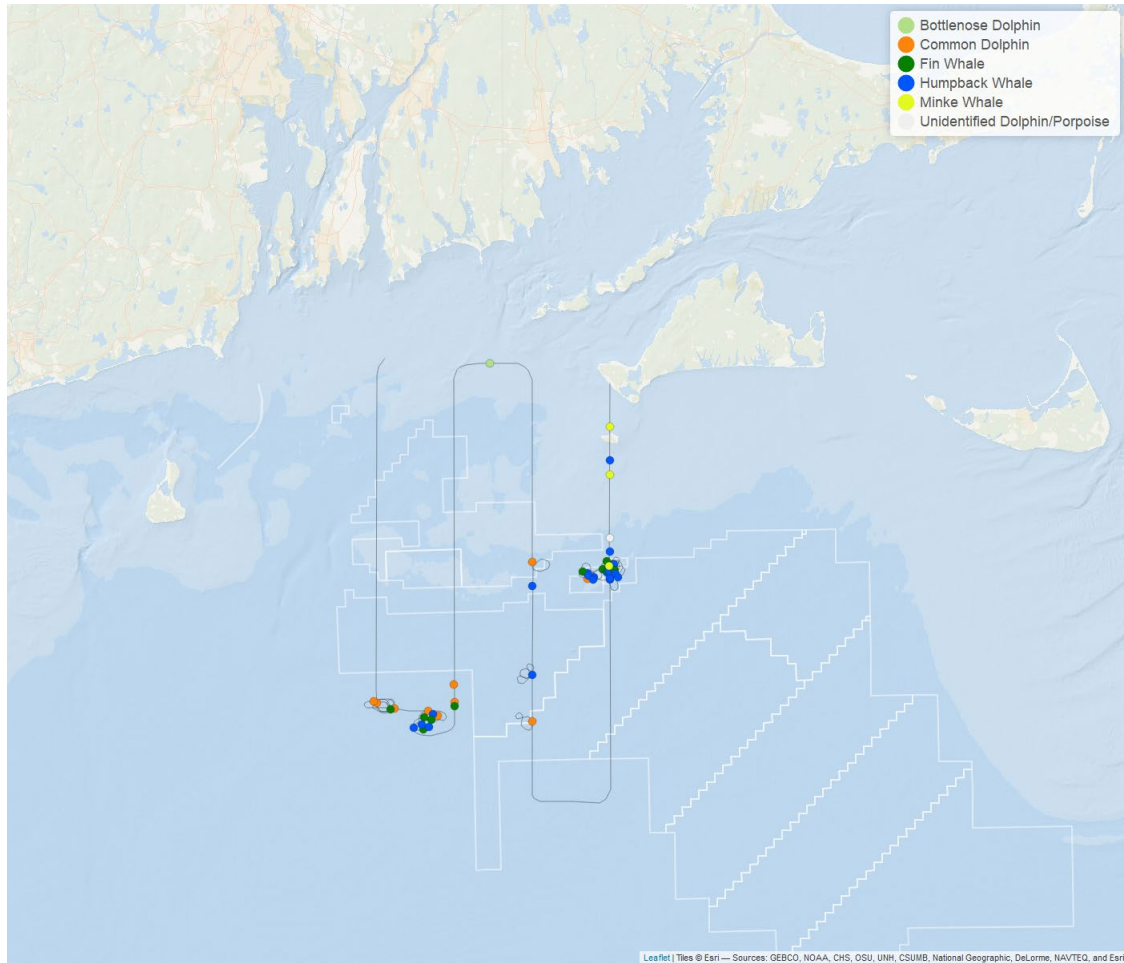 Bottlenose Dolphin
Common Dolphin
Fin Whale
Humpback Whale
Minke Whale
Unidentified Dolphin/Porpoise
Leaflet | Tiles © Esri — Sources: GEBCO, NOAA, CHS, OSU, UNH, CSUMB, National Geographic, DeLorme, NAVTEQ, and Esri